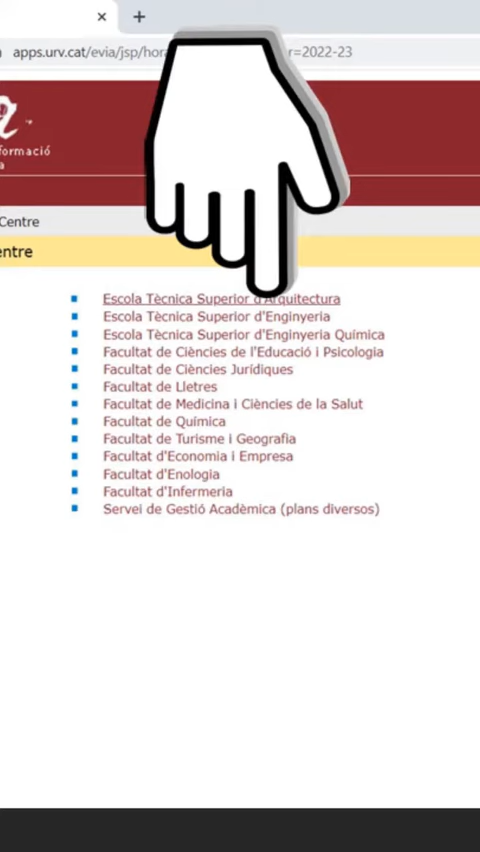 apps.urv.cat/evia/jsp/hor r=2022-23
formació
a
Centre
entre
Escola Tècnica Superior d'Arquitectura
Escola Tècnica Superior d'Enginyeria
Escola Tècnica Superior d'Enginyeria Química
Facultat de Ciències de l'Educació i Psicologia
Facultat de Ciències Jurídiques
Facultat de Lletres
Facultat de Medicina i Ciències de la Salut
Facultat de Química
Facultat de Turisme i Geografia
Facultat d'Economia i Empresa
Facultat d'Enologia
Facultat d'Infermeria
Servei de Gestió Acadèmica (plans diversos)